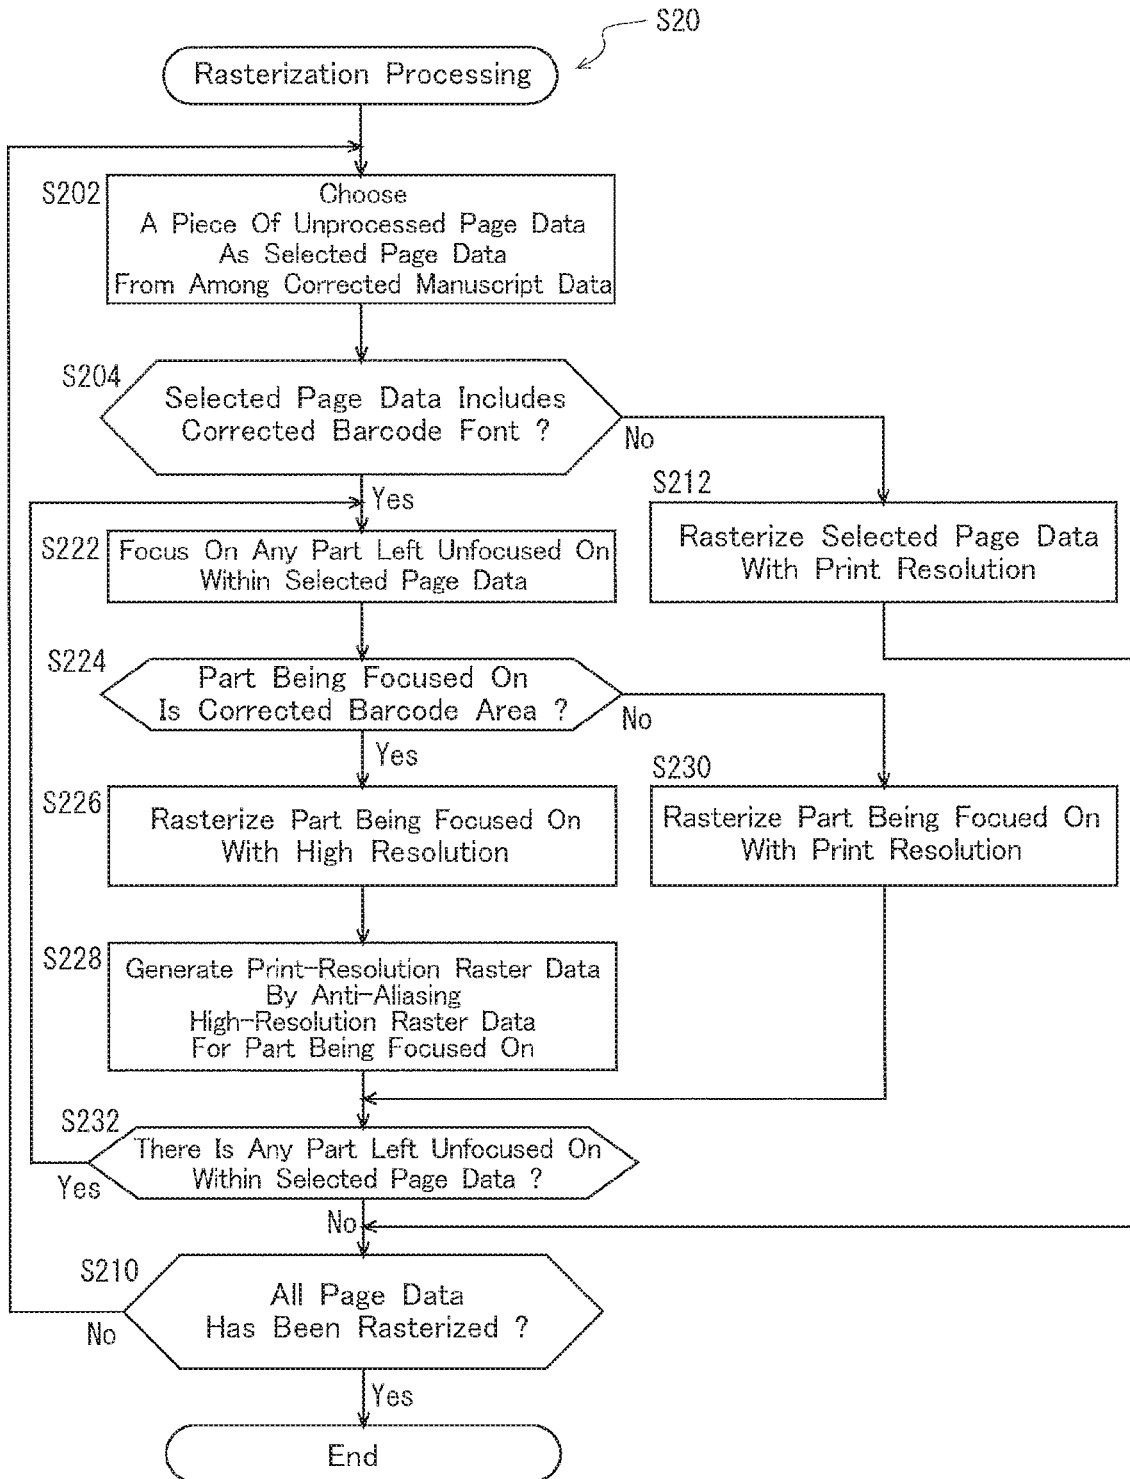 S20
Rasterization Processing
S202
Choose
A Piece Of Unprocessed Page Data
As Selected Page Data
From Among Corrected Manuscript Data
S204
Selected Page Data Includes
Corrected Barcode Font ?
No
Yes
S212
Rasterize Selected Page Data
With Print Resolution
S222
Focus On Any Part Left Unfocused On
Within Selected Page Data
S224
Part Being Focused On
Is Corrected Barcode Area ?
No
Yes
S226
Rasterize Part Being Focused On
With High Resolution
S230
Rasterize Part Being Focued On
With Print Resolution
S228
Generate Print-Resolution Raster Data
By Anti-Aliasing
High-Resolution Raster Data
For Part Being Focused On
S232
There Is Any Part Left Unfocused On
Within Selected Page Data ?
Yes
No
S210
All Page Data
Has Been Rasterized ?
No
Yes
End